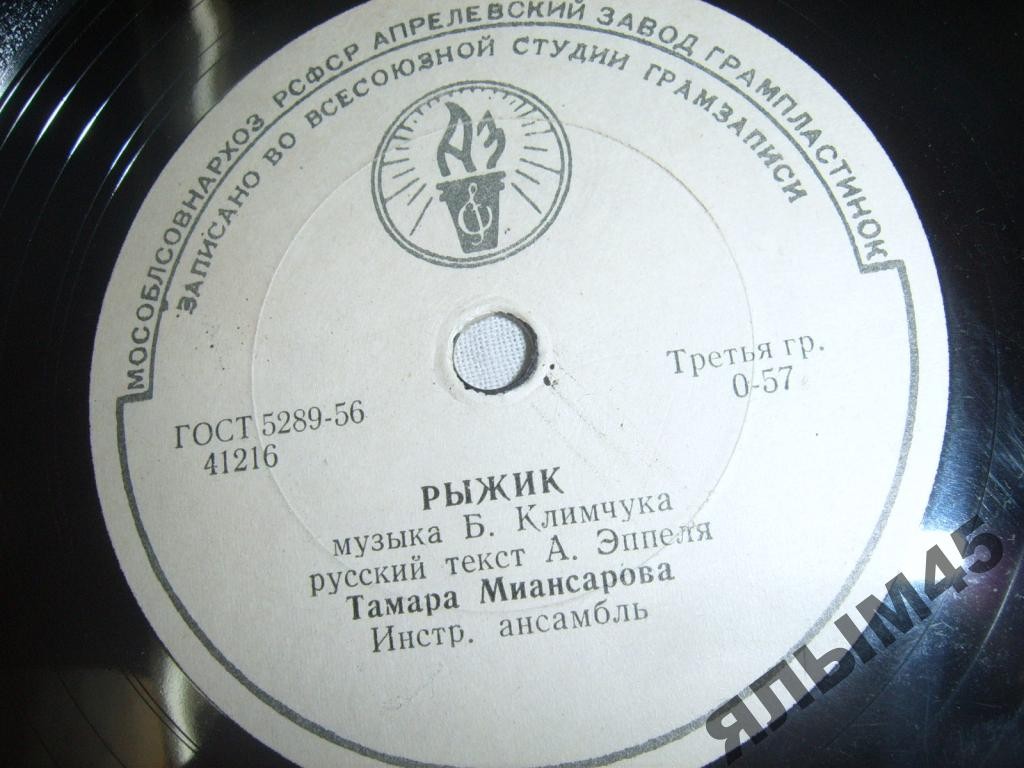 МОСОБЛСОВНАРХОЗ РСФСР АПРЕЛЕВСКИЙ ЗАВОД ГРАМПЛАСТИНОК
ЗАПИСАНО ВО ВСЕСОЮЗНОЙ СТУДИИ ГРАМЗАПИСИ
АЗ
Третья гр.
0-57
ГОСТ 5289-56
41216
РЫЖИК
музыка Б. Климчука
русский текст А. Эппеля
Тамара Миансарова
Инстр. ансамбль
ЯЛЫМ45